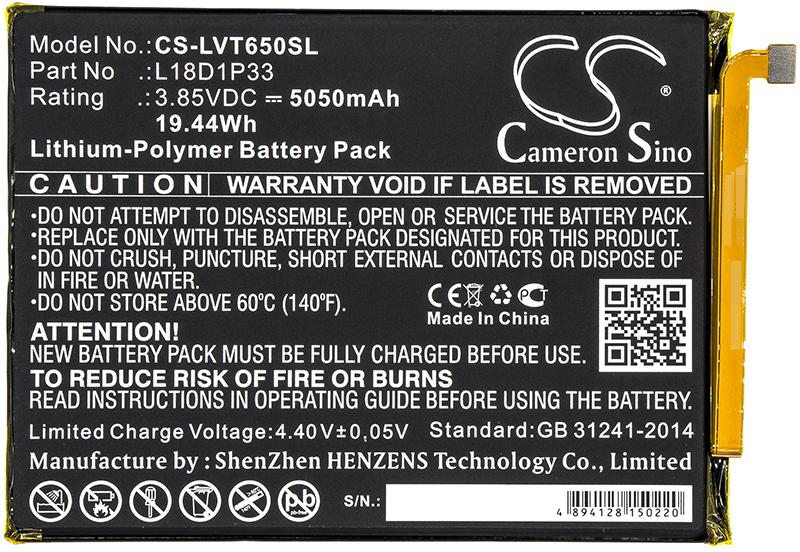 Model No.: CS-LVT650SL
Part No : L18D1P33
Rating : 3.85VDC ⎓ 5050mAh
19.44Wh
Lithium-Polymer Battery Pack
CS
®
Cameron Sino
CAUTION WARRANTY VOID IF LABEL IS REMOVED
•DO NOT ATTEMPT TO DISASSEMBLE, OPEN OR SERVICE THE BATTERY PACK.
•REPLACE ONLY WITH THE BATTERY PACK DESIGNATED FOR THIS PRODUCT.
•DO NOT CRUSH, PUNCTURE, SHORT EXTERNAL CONTACTS OR DISPOSE OF
IN FIRE OR WATER.
•DO NOT STORE ABOVE 60°C (140°F).
CE PCT
Made In China
ATTENTION!
NEW BATTERY PACK MUST BE FULLY CHARGED BEFORE USE.
TO REDUCE RISK OF FIRE OR BURNS
READ INSTRUCTIONS IN OPERATING GUIDE BEFORE BATTERY USE
Limited Charge Voltage:4.40V±0,05V Standard:GB 31241-2014
Manufacture by : ShenZhen HENZENS Technology Co., Limited
14°C Pb
S/N.:
4 894128 150220